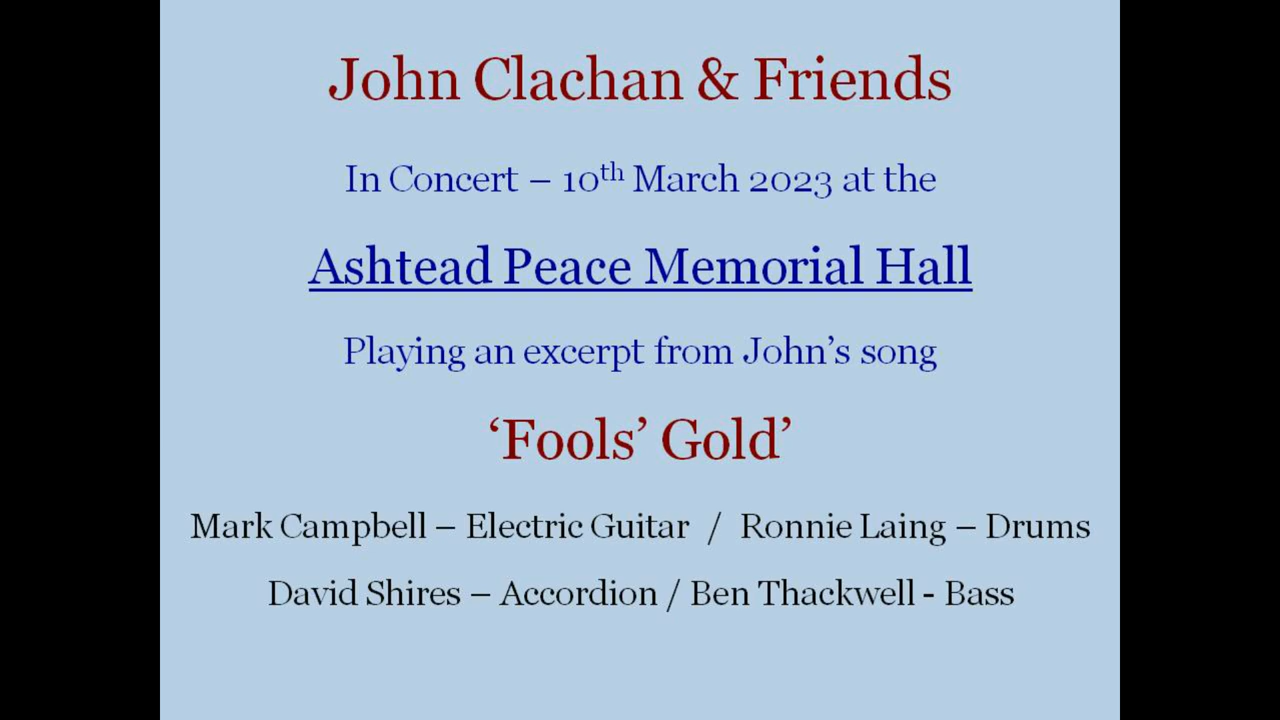 John Clachan & Friends
In Concert – 10th March 2023 at the
Ashtead Peace Memorial Hall
Playing an excerpt from John’s song
‘Fools’ Gold’
Mark Campbell – Electric Guitar / Ronnie Laing – Drums
David Shires – Accordion / Ben Thackwell - Bass